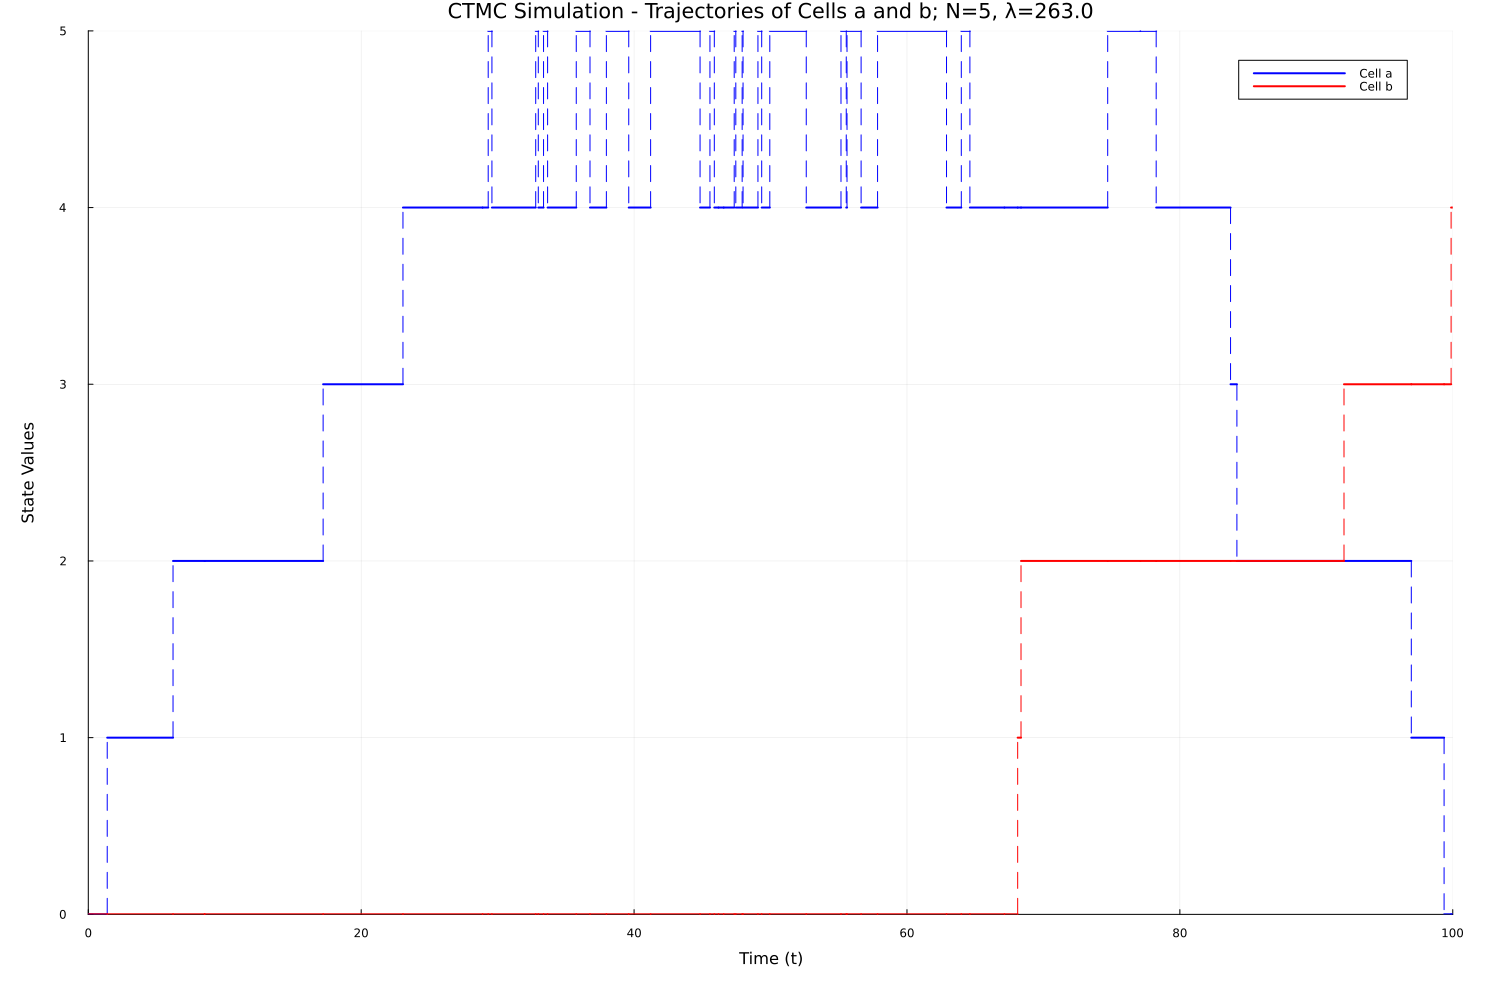 CTMC Simulation - Trajectories of Cells a and b; N=5, λ=263.0
Cell a
Cell b
State Values
5
4
3
2
1
0
0 20 40 60 80 100
Time (t)